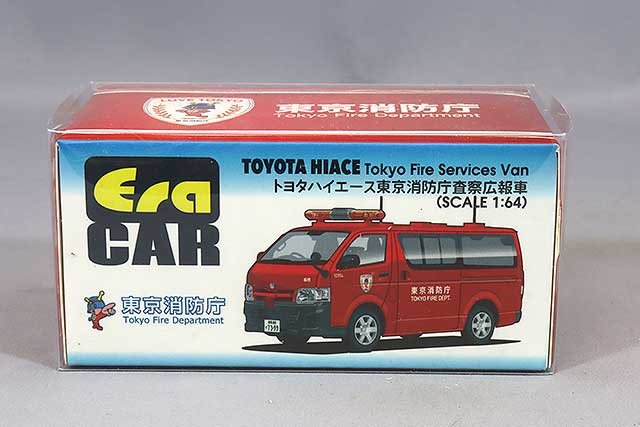 LOVE TOKYO
東京消防庁
Tokyo Fire Department
Era
CAR
TOYOTA HIACE Tokyo Fire Services Van
トヨタハイエース東京消防庁査察広報車
(SCALE 1:64)
東京消防庁
TOKYO FIRE DEPT.
東京消防庁
Tokyo Fire Department